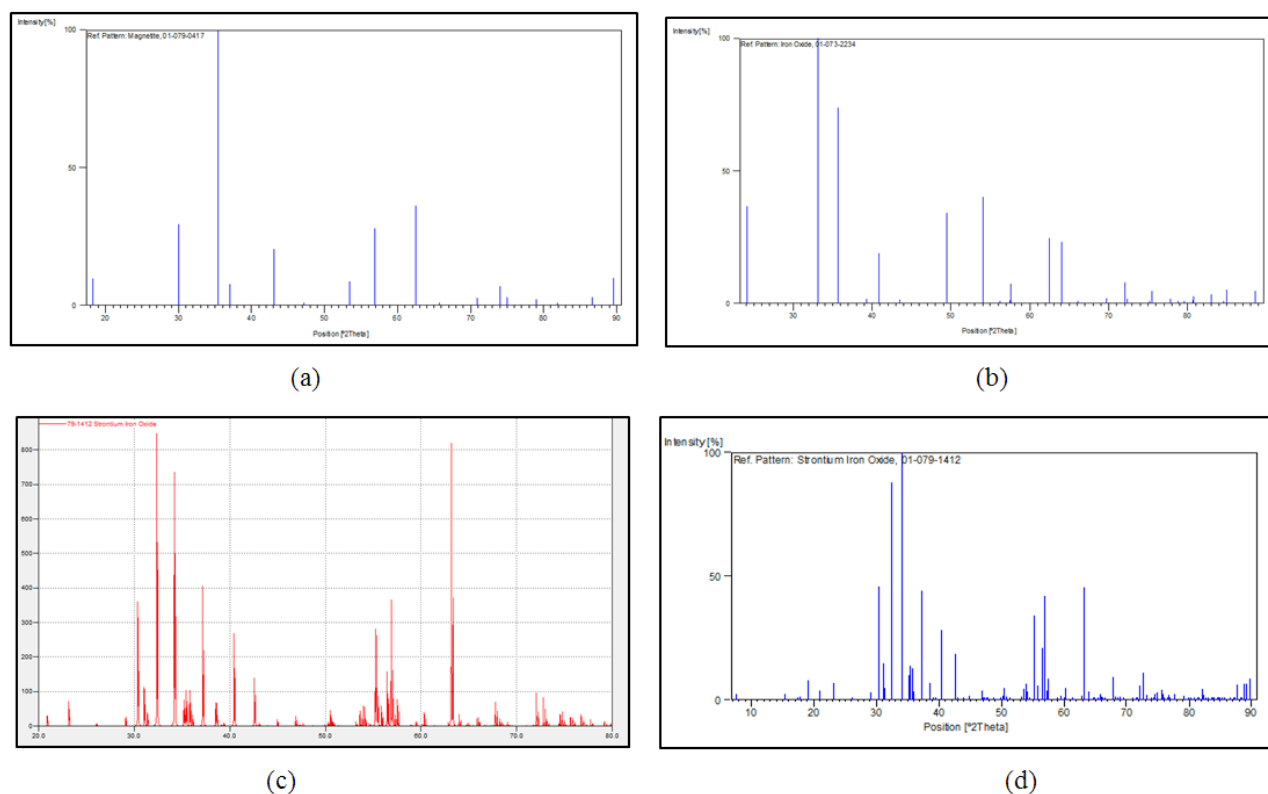 Intensity[%]
100
Ref. Pattern: Magnetite, 01-079-0417
50
0
20 30 40 50 60 70 80 90
Position [°2Theta]
(a)
Intensity[%]
100
Ref. Pattern: Iron Oxide, 01-073-2234
50
0
30 40 50 60 70 80
Position [°2Theta]
(b)
79-1412 Strontium Iron Oxide
800
700
600
500
400
300
200
100
0
20.0 30.0 40.0 50.0 60.0 70.0 80.0
(c)
Intensity [%]
100
Ref. Pattern: Strontium Iron Oxide, 01-079-1412
50
0
10 20 30 40 50 60 70 80 90
Position [°2Theta]
(d)